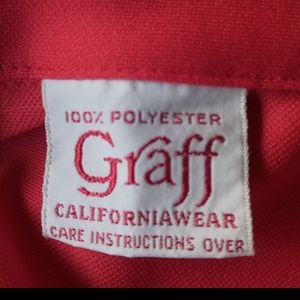 100% POLYESTER
Graff
CALIFORNIAWEAR
CARE INSTRUCTIONS OVER